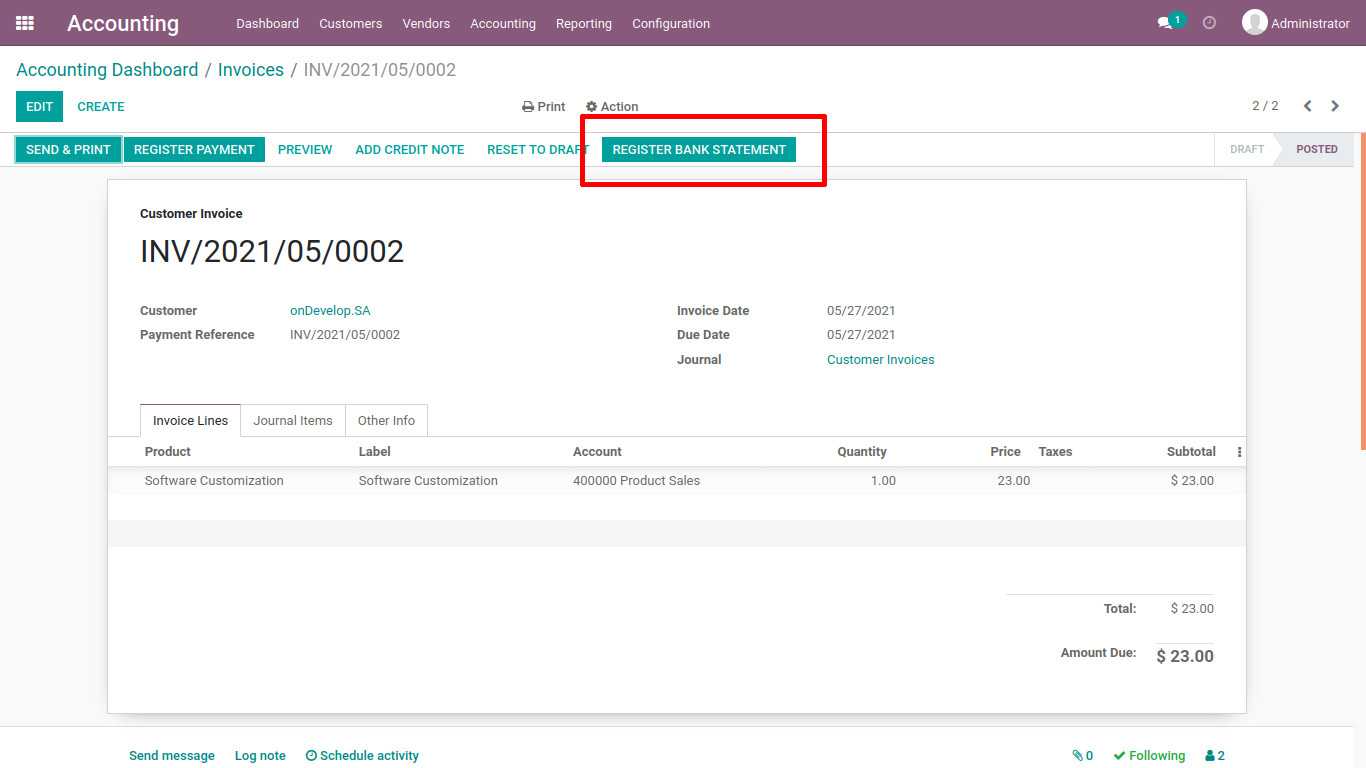 Accounting Dashboard Customers Vendors Accounting Reporting Configuration 1 Administrator
Accounting Dashboard / Invoices / INV/2021/05/0002
EDIT CREATE Print Action 2 / 2
SEND & PRINT REGISTER PAYMENT PREVIEW ADD CREDIT NOTE RESET TO DRAFT REGISTER BANK STATEMENT DRAFT POSTED
Customer Invoice
INV/2021/05/0002
Customer onDevelop.SA Invoice Date 05/27/2021
Payment Reference INV/2021/05/0002 Due Date 05/27/2021
Journal Customer Invoices
Invoice Lines Journal Items Other Info
Product Label Account Quantity Price Taxes Subtotal
Software Customization Software Customization 400000 Product Sales 1.00 23.00 $ 23.00
Total: $ 23.00
Amount Due: $ 23.00
Send message Log note Schedule activity 0 Following 2